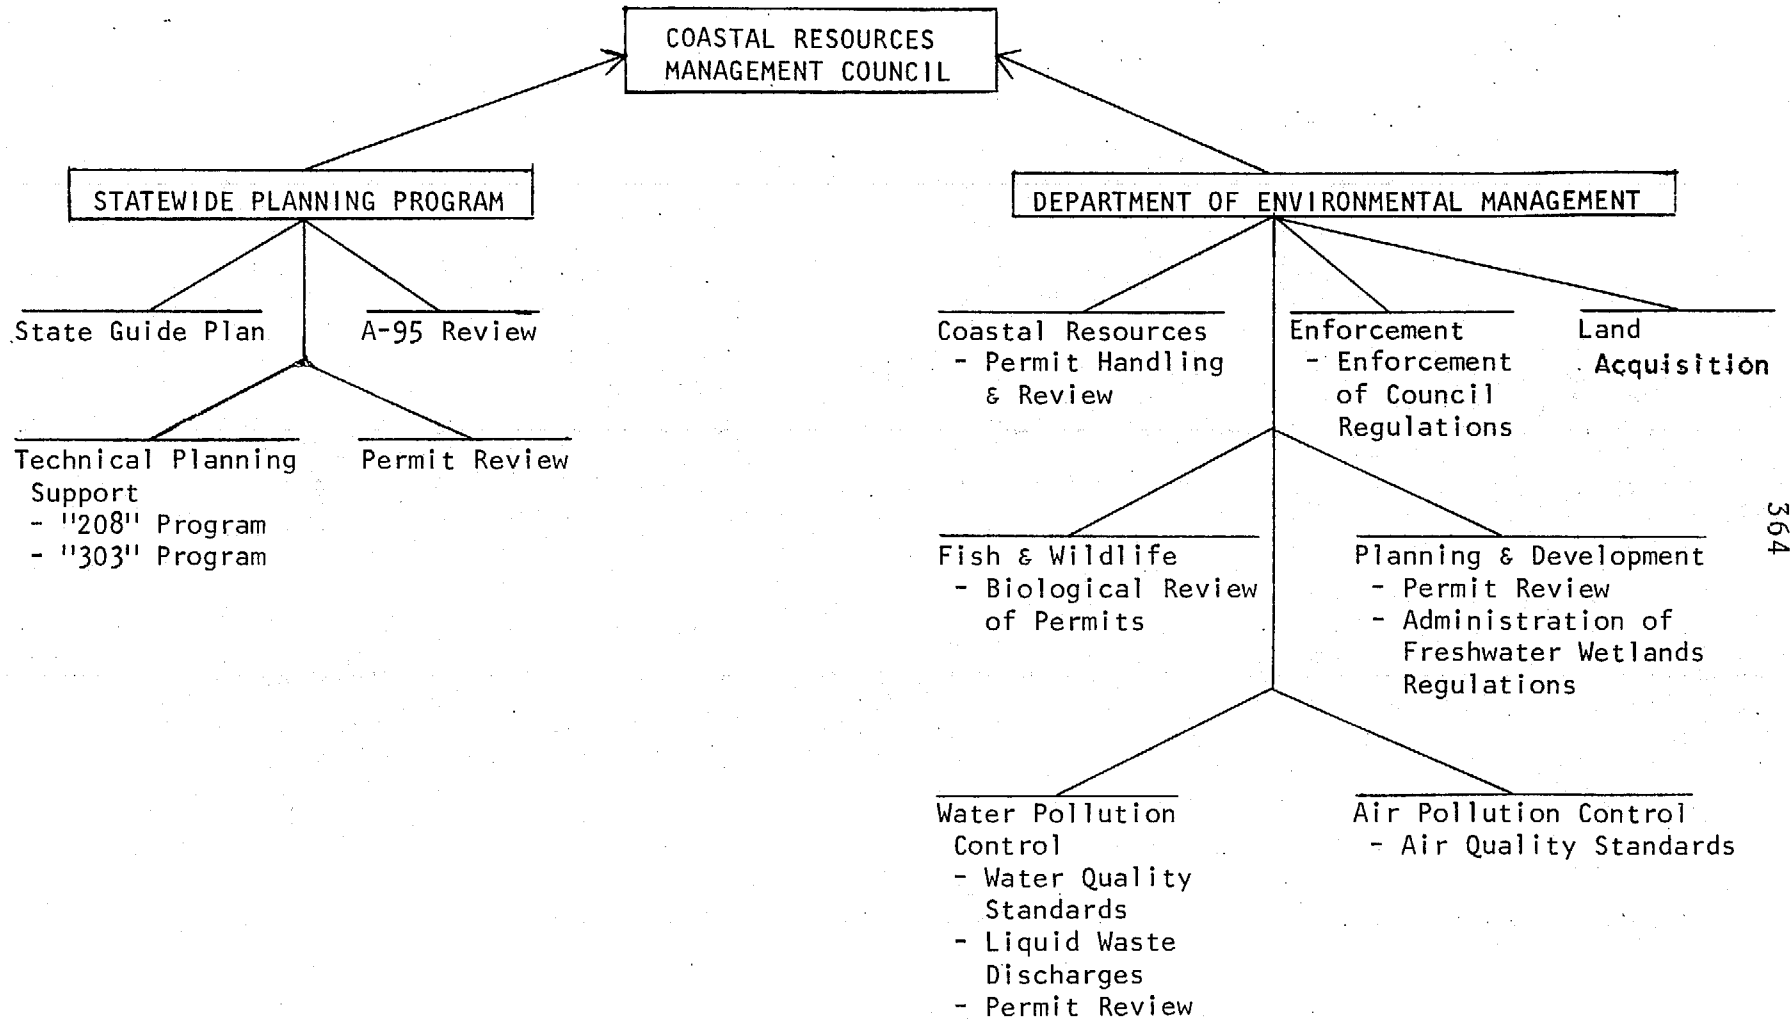 COASTAL RESOURCES
MANAGEMENT COUNCIL
STATEWIDE PLANNING PROGRAM
State Guide Plan
A-95 Review
Technical Planning
Support
- "208" Program
- "303" Program
Permit Review
DEPARTMENT OF ENVIRONMENTAL MANAGEMENT
Coastal Resources
- Permit Handling
& Review
Enforcement
- Enforcement
of Council
Regulations
Land
Acquisition
Fish & Wildlife
- Biological Review
of Permits
Planning & Development
- Permit Review
- Administration of
Freshwater Wetlands
Regulations
Water Pollution
Control
- Water Quality
Standards
- Liquid Waste
Discharges
- Permit Review
Air Pollution Control
- Air Quality Standards
364